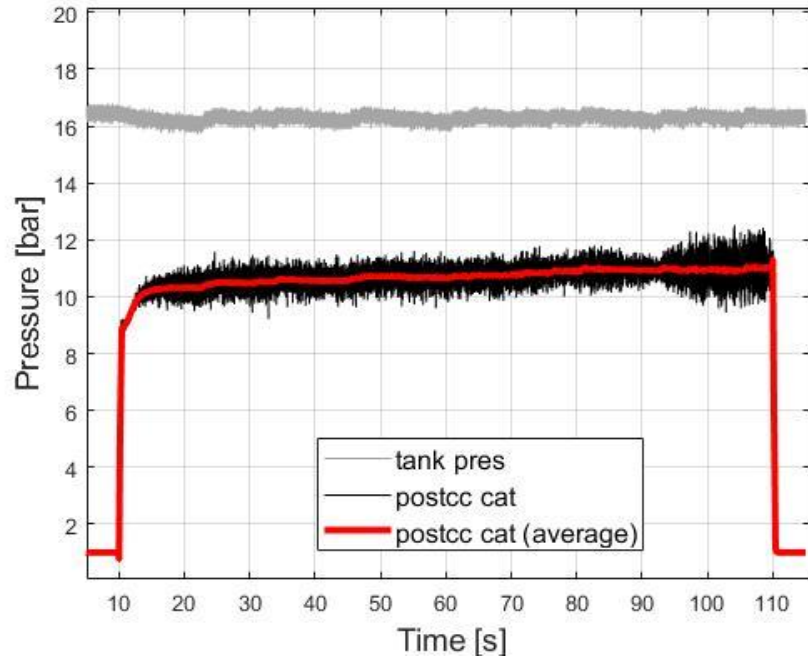 20
18
16
14
12
10
8
6
4
2
Pressure [bar]
tank pres
postcc cat
postcc cat (average)
10 20 30 40 50 60 70 80 90 100 110
Time [s]